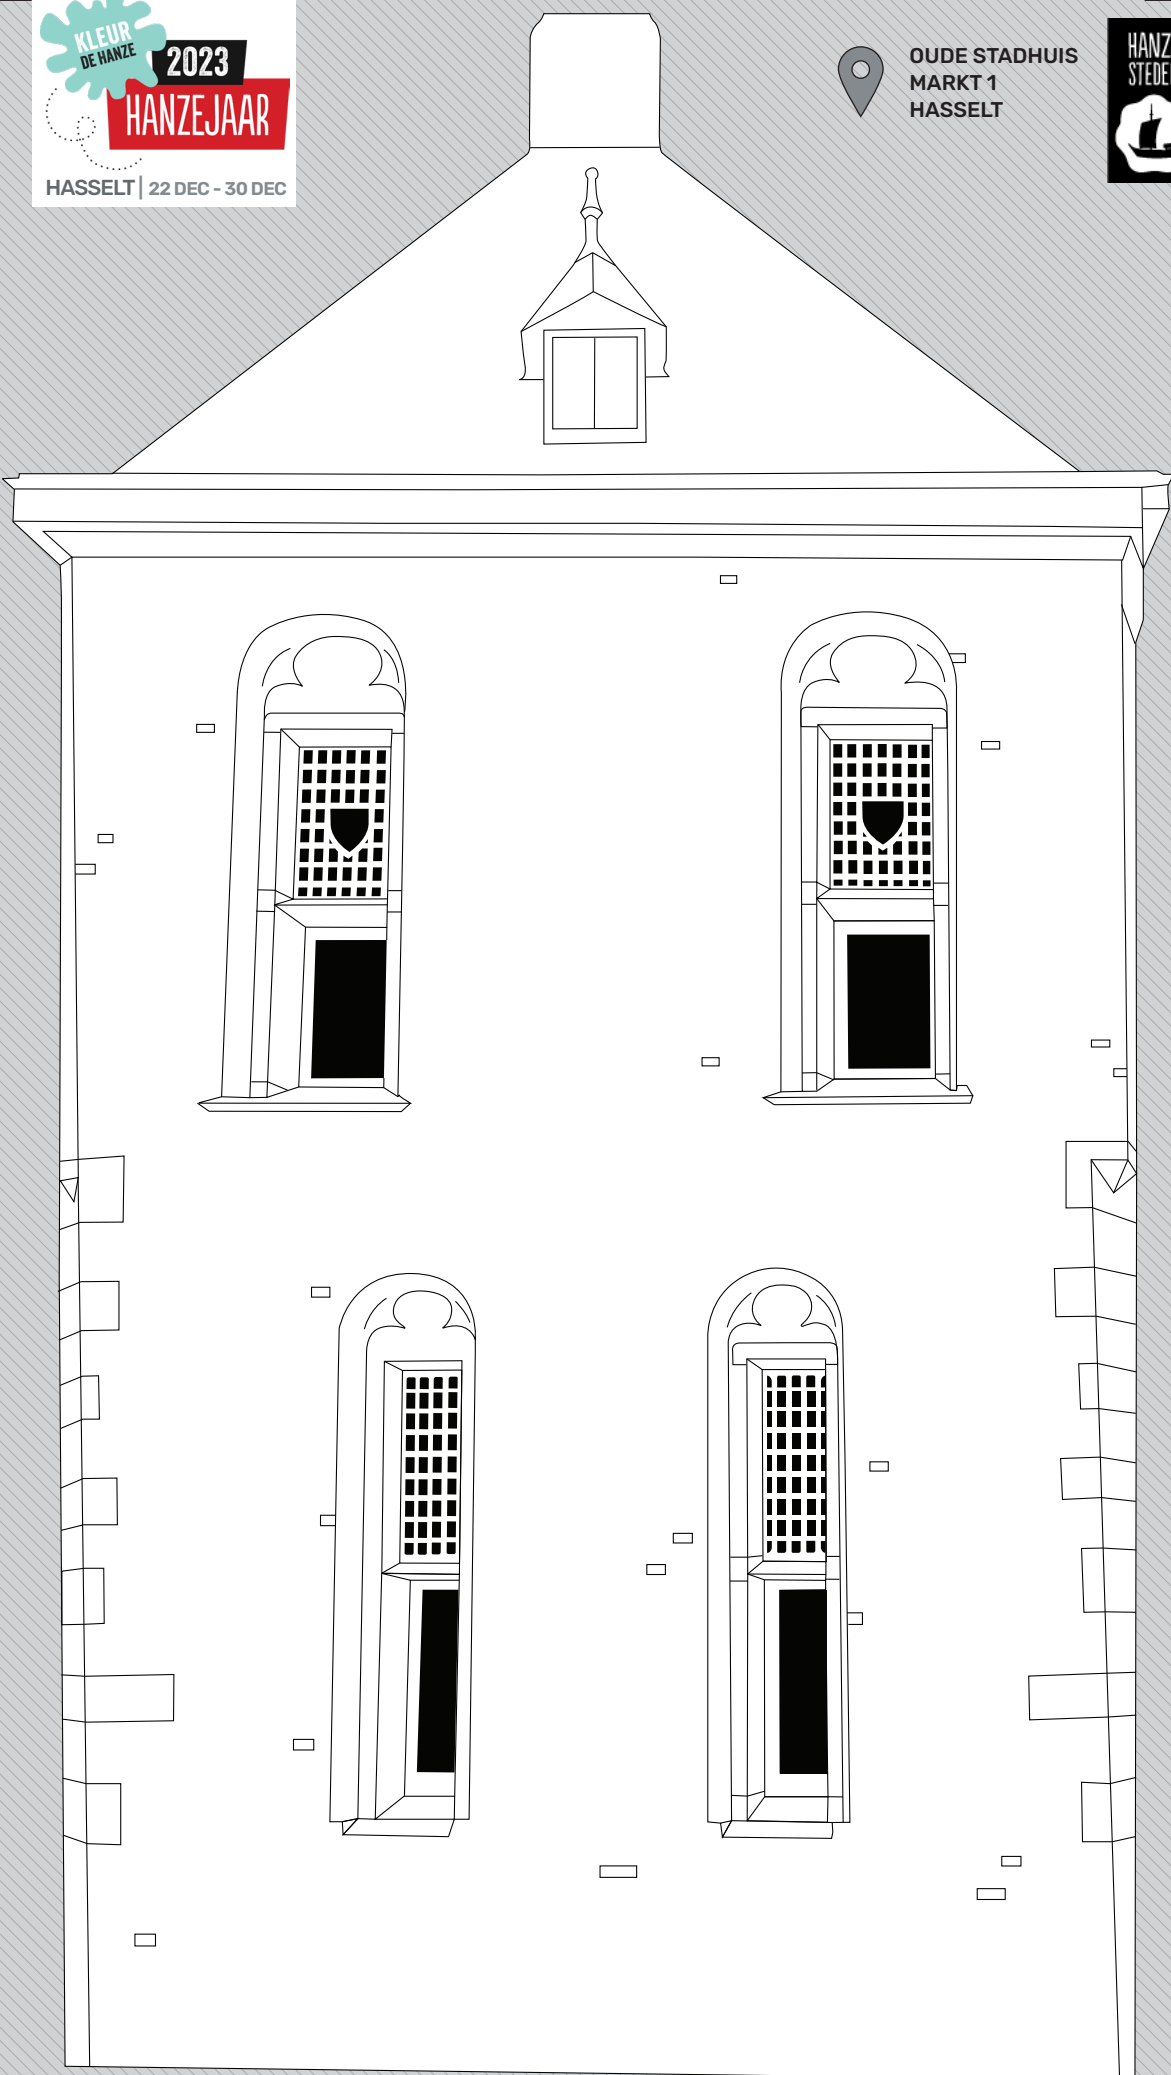 KLEUR
DE HANZE
2023
HANZEJAAR
HASSELT | 22 DEC - 30 DEC
OUDE STADHUIS
MARKT 1
HASSELT
HANZ
STEDE